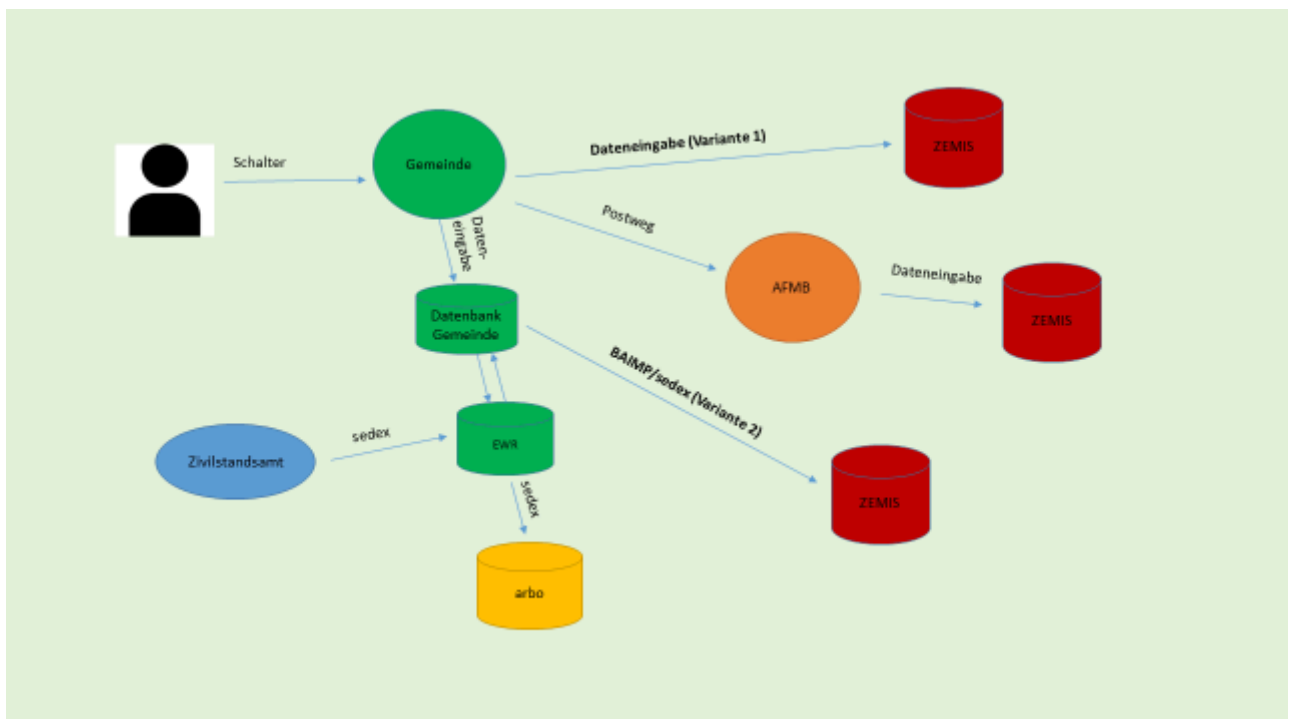 Dateneingabe (Variante 1)
ZEMIS
Schalter
Gemeinde
Postweg
Daten-
eingabe
AFMB
Dateneingabe
ZEMIS
Datenbank
Gemeinde
BAIMP/sedex (Variante 2)
sedex
EWR
Zivilstandsamt
sedex
ZEMIS
arbo